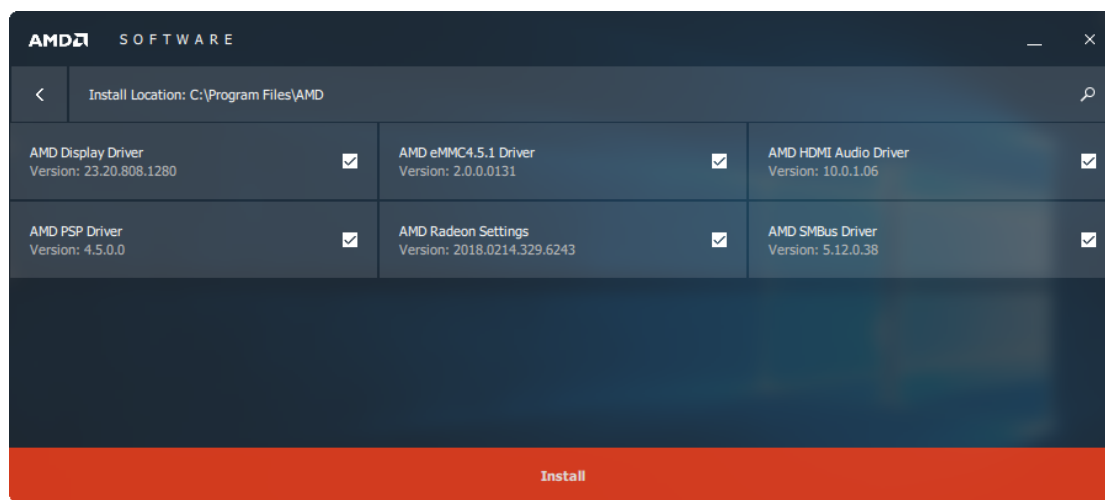 AMD SOFTWARE
Install Location: C:\Program Files\AMD
AMD Display Driver
Version: 23.20.808.1280
AMD eMMC4.5.1 Driver
Version: 2.0.0.0131
AMD HDMI Audio Driver
Version: 10.0.1.06
AMD PSP Driver
Version: 4.5.0.0
AMD Radeon Settings
Version: 2018.0214.329.6243
AMD SMBus Driver
Version: 5.12.0.38
Install